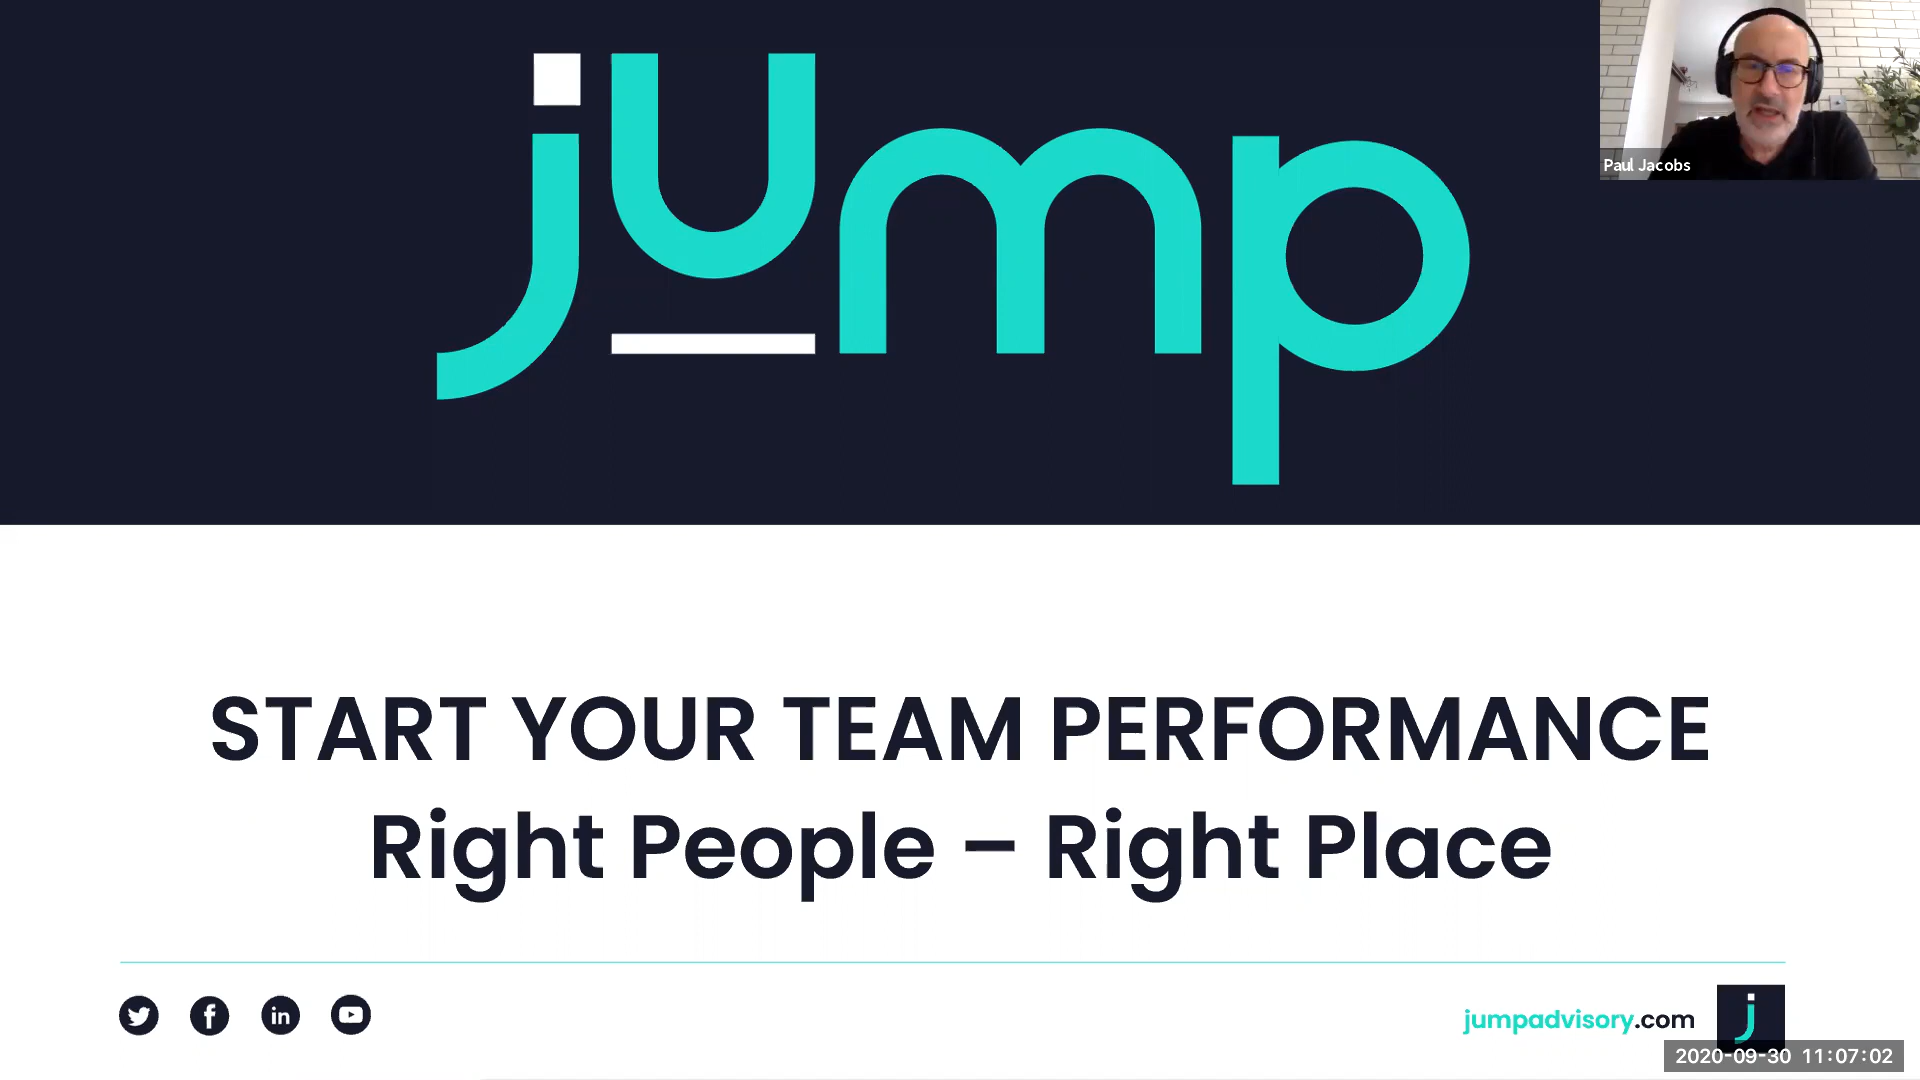 jump
Paul Jacobs
START YOUR TEAM PERFORMANCE
Right People – Right Place
jumpadvisory.com
j
2020-09-30 11:07:02